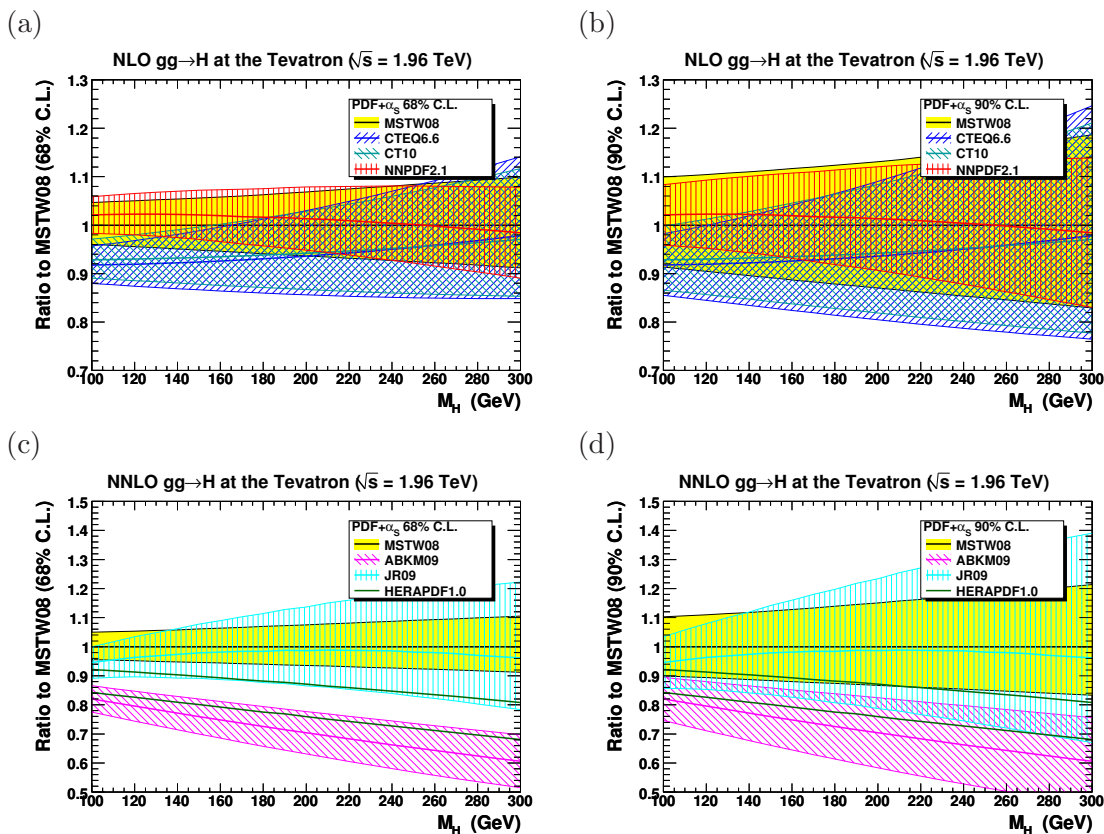 (a)
NLO gg→H at the Tevatron (√s = 1.96 TeV)
Ratio to MSTW08 (68% C.L.)
1.3
1.2
1.1
1
0.9
0.8
0.7
PDF+αS 68% C.L.
MSTW08
CTEQ6.6
CT10
NNPDF2.1
100 120 140 160 180 200 220 240 260 280 300
MH (GeV)
(b)
NLO gg→H at the Tevatron (√s = 1.96 TeV)
Ratio to MSTW08 (90% C.L.)
1.3
1.2
1.1
1
0.9
0.8
0.7
PDF+αS 90% C.L.
MSTW08
CTEQ6.6
CT10
NNPDF2.1
100 120 140 160 180 200 220 240 260 280 300
MH (GeV)
(c)
NNLO gg→H at the Tevatron (√s = 1.96 TeV)
Ratio to MSTW08 (68% C.L.)
1.5
1.4
1.3
1.2
1.1
1
0.9
0.8
0.7
0.6
0.5
PDF+αS 68% C.L.
MSTW08
ABKM09
JR09
HERAPDF1.0
100 120 140 160 180 200 220 240 260 280 300
MH (GeV)
(d)
NNLO gg→H at the Tevatron (√s = 1.96 TeV)
Ratio to MSTW08 (90% C.L.)
1.5
1.4
1.3
1.2
1.1
1
0.9
0.8
0.7
0.6
0.5
PDF+αS 90% C.L.
MSTW08
ABKM09
JR09
HERAPDF1.0
100 120 140 160 180 200 220 240 260 280 300
MH (GeV)